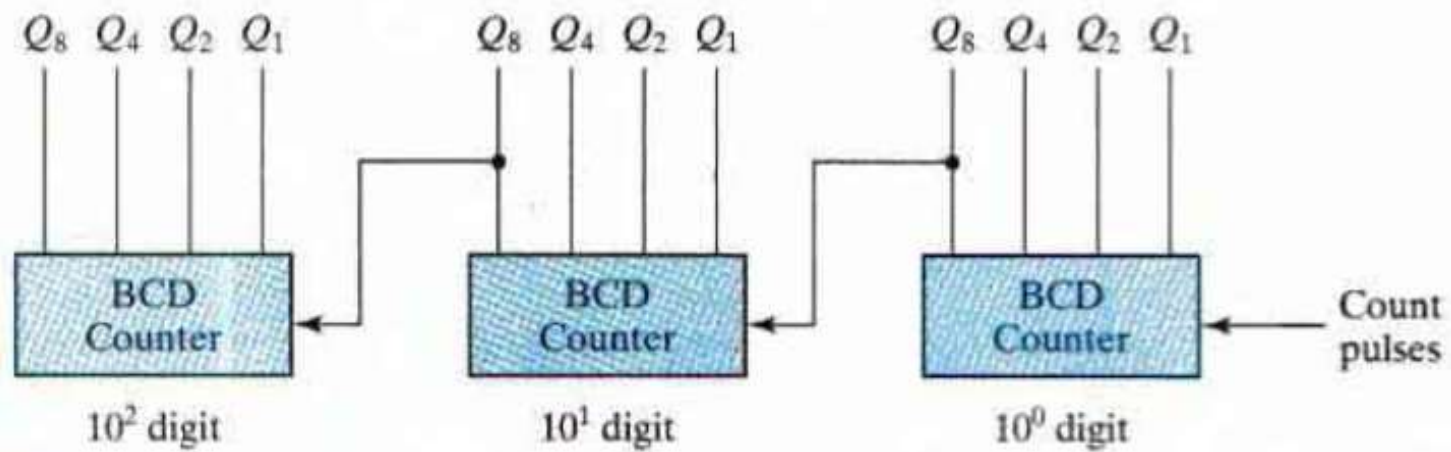 Q₈ Q₄ Q₂ Q₁ Q₈ Q₄ Q₂ Q₁ Q₈ Q₄ Q₂ Q₁
BCD
Counter
BCD
Counter
BCD
Counter
Count
pulses
10² digit 10¹ digit 10⁰ digit